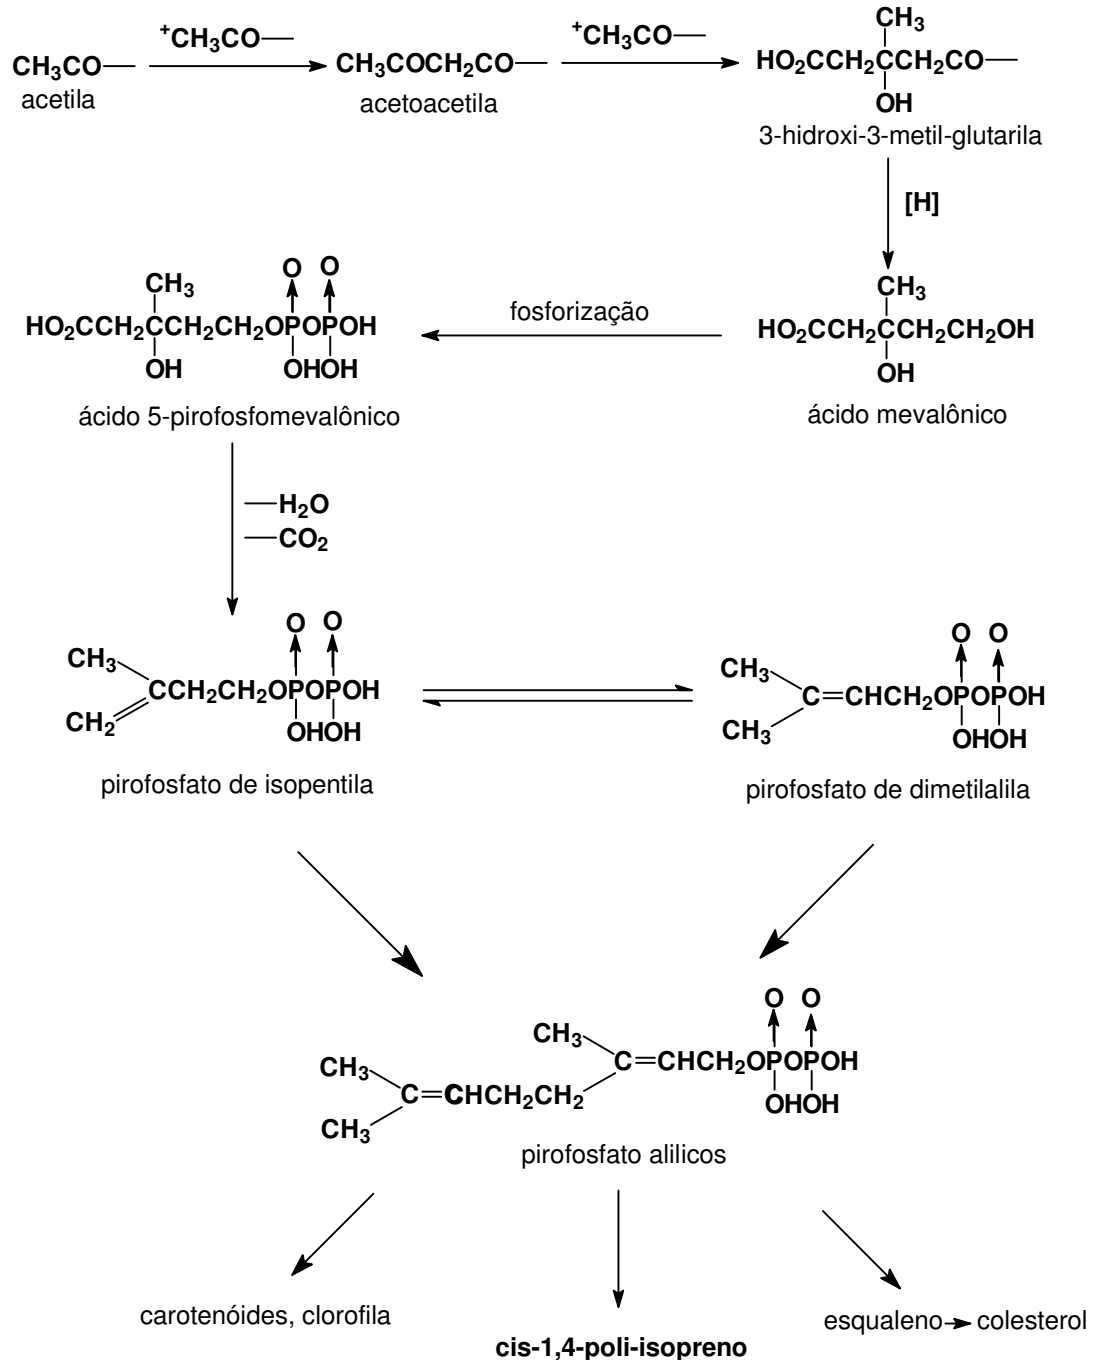 CH₃CO—
acetila
⁺CH₃CO—
CH₃COCH₂CO—
acetoacetila
⁺CH₃CO—
CH₃
HO₂CCH₂CCH₂CO—
OH
3-hidroxi-3-metil-glutarila
[H]
CH₃
HO₂CCH₂CCH₂CH₂OH
OH
ácido mevalônico
fosforização
O O
CH₃
HO₂CCH₂CCH₂CH₂OPOPOH
OH OHOH
ácido 5-pirofosfomevalônico
—H₂O
—CO₂
O O
CH₃
CCH₂CH₂OPOPOH
CH₂
OHOH
pirofosfato de isopentila
O O
CH₃
C=CHCH₂OPOPOH
CH₃
OHOH
pirofosfato de dimetilalila
O O
CH₃
C=CHCH₂OPOPOH
CH₃
C=CHCH₂CH₂
OHOH
CH₃
pirofosfato alilicos
carotenóides, clorofila
cis-1,4-poli-isopreno
esqualeno colesterol